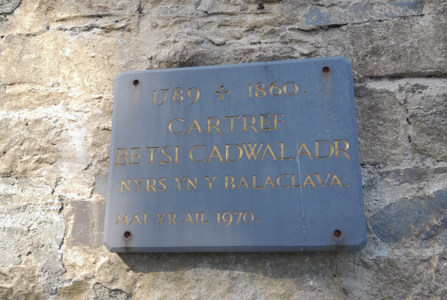 1789 + 1860.
CARTREF
BETSI CADWALADR
NYRS YN Y BALACLAVA.
MAI YR AIL 1970.